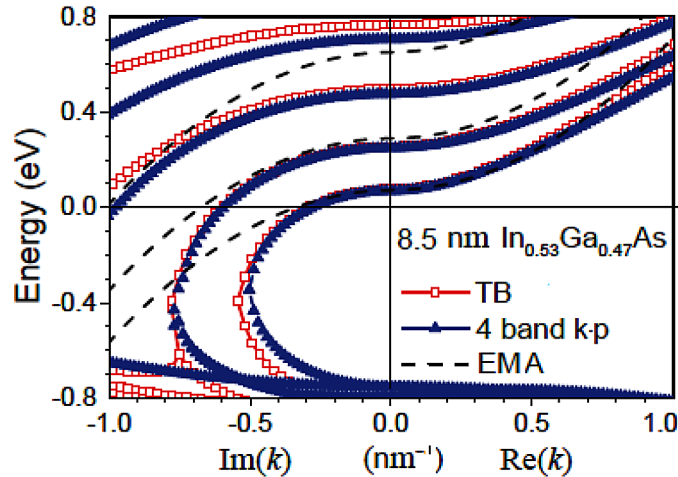 0.8
0.4
0.0
-0.4
-0.8
Energy (eV)
8.5 nm In0.53Ga0.47As
TB
4 band k·p
EMA
-1.0 -0.5 0.0 0.5 1.0
Im(k) (nm⁻¹) Re(k)